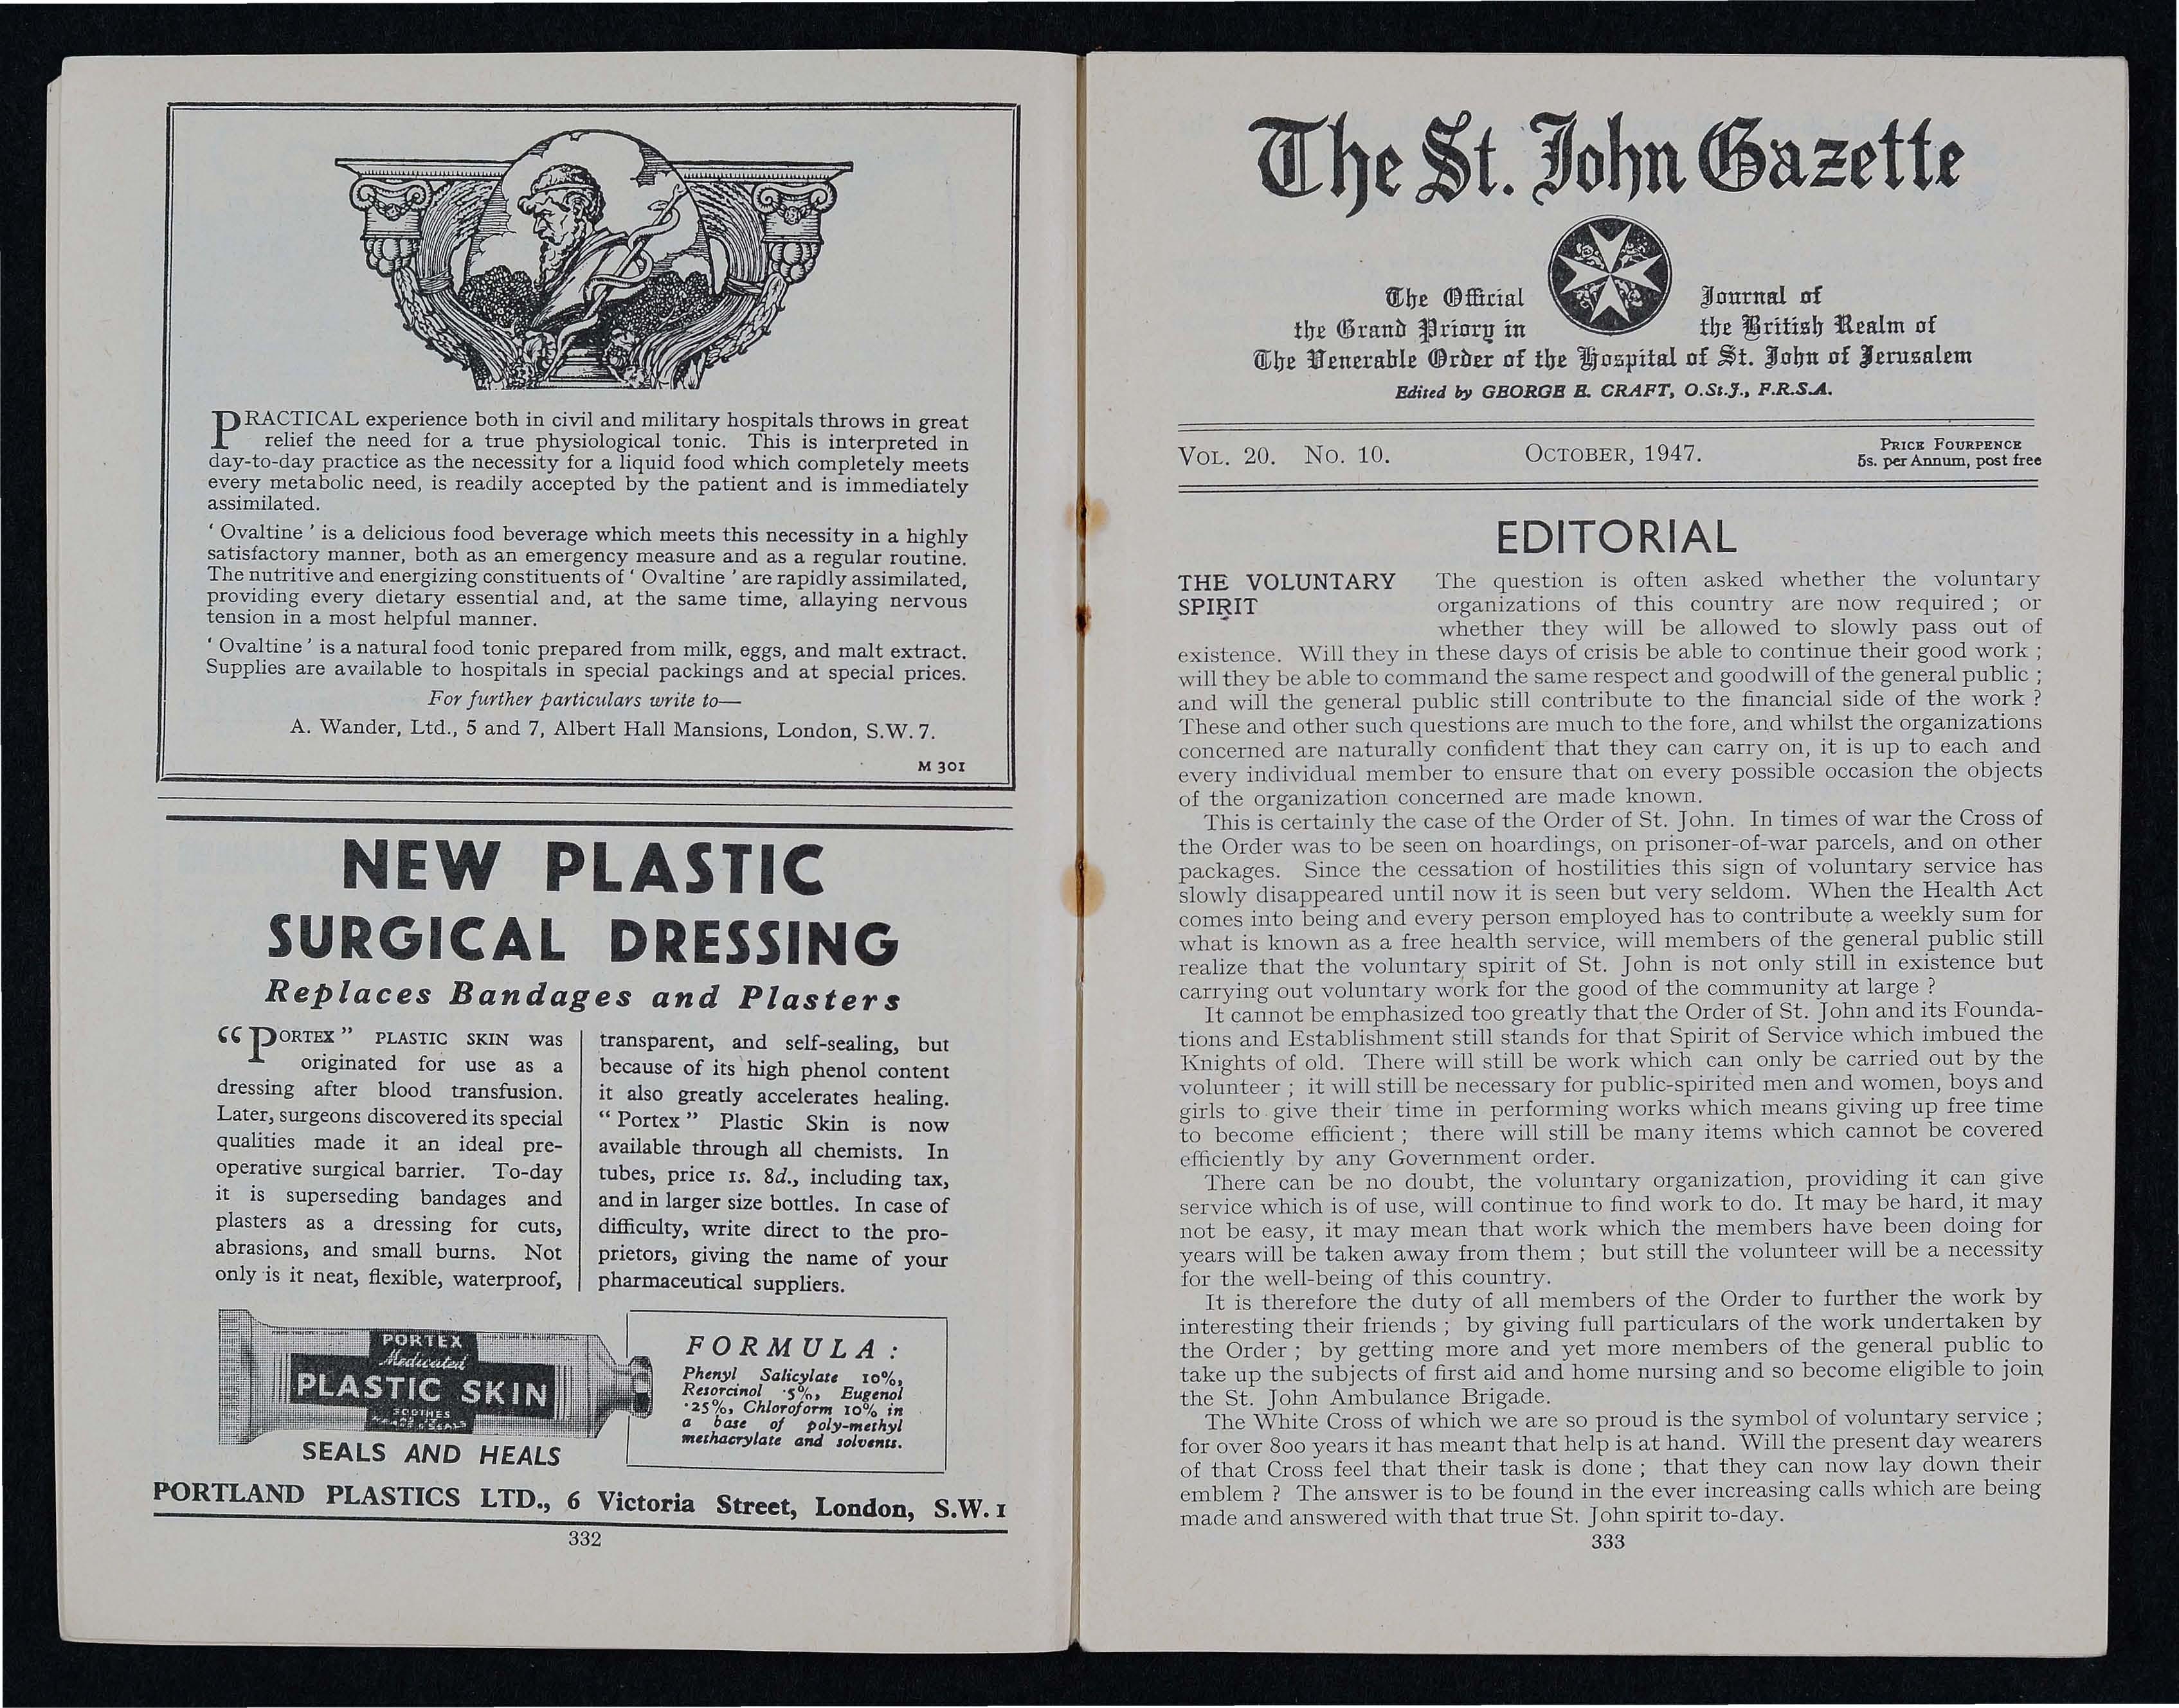 PRACTICAL experience both in civil and military hospitals throws in great
relief the need for a true physiological tonic. This is interpreted in
day-to-day practice as the necessity for a liquid food which completely meets
every metabolic need, is readily accepted by the patient and is immediately
assimilated.
‘ Ovaltine ’ is a delicious food beverage which meets this necessity in a highly
satisfactory manner, both as an emergency measure and as a regular routine.
The nutritive and energizing constituents of ‘ Ovaltine ’ are rapidly assimilated,
providing every dietary essential and, at the same time, allaying nervous
tension in a most helpful manner.
‘ Ovaltine ’ is a natural food tonic prepared from milk, eggs, and malt extract.
Supplies are available to hospitals in special packings and at special prices.
For further particulars write to—
A. Wander, Ltd., 5 and 7, Albert Hall Mansions, London, S.W. 7.
M 301
NEW PLASTIC
SURGICAL DRESSING
Replaces Bandages and Plasters
“PORTEX” PLASTIC SKIN was
originated for use as a
dressing after blood transfusion.
Later, surgeons discovered its special
qualities made it an ideal pre-
operative surgical barrier. To-day
it is superseding bandages and
plasters as a dressing for cuts,
abrasions, and small burns. Not
only is it neat, flexible, waterproof,
transparent, and self-sealing, but
because of its high phenol content
it also greatly accelerates healing.
“ Portex ” Plastic Skin is now
available through all chemists. In
tubes, price 1s. 8d., including tax,
and in larger size bottles. In case of
difficulty, write direct to the pro-
prietors, giving the name of your
pharmaceutical suppliers.
PORTEX
Medicated
PLASTIC SKIN
SOOTHES
SEALS AND HEALS
FORMULA :
Phenyl Salicylate 10%,
Resorcinol ·5%, Eugenol
·25%, Chloroform 10% in
a base of poly-methyl
methacrylate and solvents.
PORTLAND PLASTICS LTD., 6 Victoria Street, London, S.W. 1
332
The St. John Gazette
The Official Journal of
the Grand Priory in the British Realm of
The Venerable Order of the Hospital of St. John of Jerusalem
Edited by GEORGE E. CRAFT, O.St.J., F.R.S.A.
VOL. 20. NO. 10. OCTOBER, 1947. PRICE FOURPENCE
5s. per Annum, post free
EDITORIAL
THE VOLUNTARY SPIRIT
The question is often asked whether the voluntary
organizations of this country are now required ; or
whether they will be allowed to slowly pass out of
existence. Will they in these days of crisis be able to continue their good work ;
will they be able to command the same respect and goodwill of the general public ;
and will the general public still contribute to the financial side of the work ?
These and other such questions are much to the fore, and whilst the organizations
concerned are naturally confident that they can carry on, it is up to each and
every individual member to ensure that on every possible occasion the objects
of the organization concerned are made known.
This is certainly the case of the Order of St. John. In times of war the Cross of
the Order was to be seen on hoardings, on prisoner-of-war parcels, and on other
packages. Since the cessation of hostilities this sign of voluntary service has
slowly disappeared until now it is seen but very seldom. When the Health Act
comes into being and every person employed has to contribute a weekly sum for
what is known as a free health service, will members of the general public still
realize that the voluntary spirit of St. John is not only still in existence but
carrying out voluntary work for the good of the community at large ?
It cannot be emphasized too greatly that the Order of St. John and its Founda-
tions and Establishment still stands for that Spirit of Service which imbued the
Knights of old. There will still be work which can only be carried out by the
volunteer ; it will still be necessary for public-spirited men and women, boys and
girls to give their time in performing works which means giving up free time
to become efficient ; there will still be many items which cannot be covered
efficiently by any Government order.
There can be no doubt, the voluntary organization, providing it can give
service which is of use, will continue to find work to do. It may be hard, it may
not be easy, it may mean that work which the members have been doing for
years will be taken away from them ; but still the volunteer will be a necessity
for the well-being of this country.
It is therefore the duty of all members of the Order to further the work by
interesting their friends ; by giving full particulars of the work undertaken by
the Order ; by getting more and yet more members of the general public to
take up the subjects of first aid and home nursing and so become eligible to join
the St. John Ambulance Brigade.
The White Cross of which we are so proud is the symbol of voluntary service ;
for over 800 years it has meant that help is at hand. Will the present day wearers
of that Cross feel that their task is done ; that they can now lay down their
emblem ? The answer is to be found in the ever increasing calls which are being
made and answered with that true St. John spirit to-day.
333